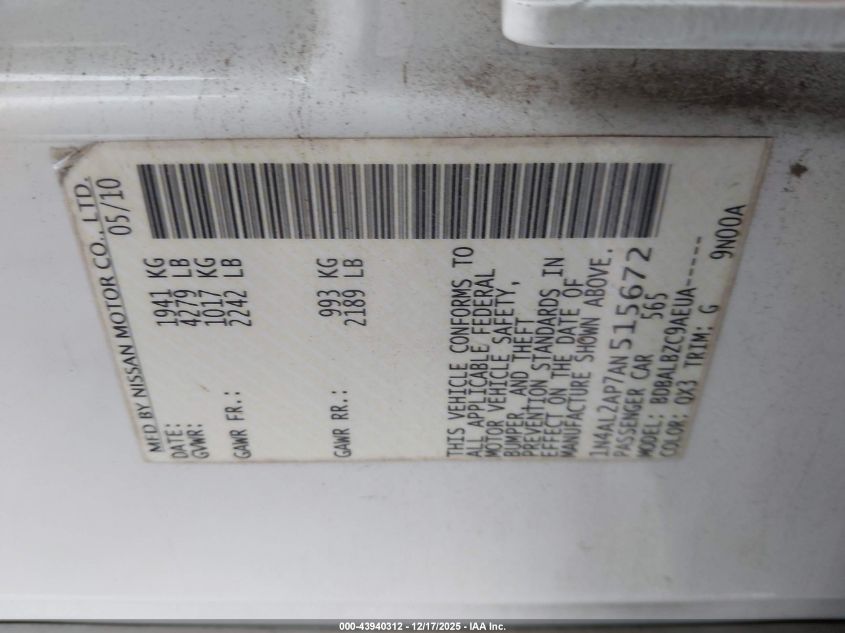 MFD BY NISSAN MOTOR CO., LTD.
DATE: 05/10
GVWR: 1941 KG
4279 LB
GAWR FR.: 1017 KG
2242 LB
GAWR RR.: 993 KG
2189 LB
THIS VEHICLE CONFORMS TO
ALL APPLICABLE FEDERAL
MOTOR VEHICLE SAFETY,
BUMPER, AND THEFT
PREVENTION STANDARDS IN
EFFECT ON THE DATE OF
MANUFACTURE SHOWN ABOVE.
1N4AL2AP7AN515672
PASSENGER CAR 565
MODEL: BDBALBZC9AEUA-----
COLOR: QX3 TRIM: G 9N00A
000-43940312 - 12/17/2025 - IAA Inc.